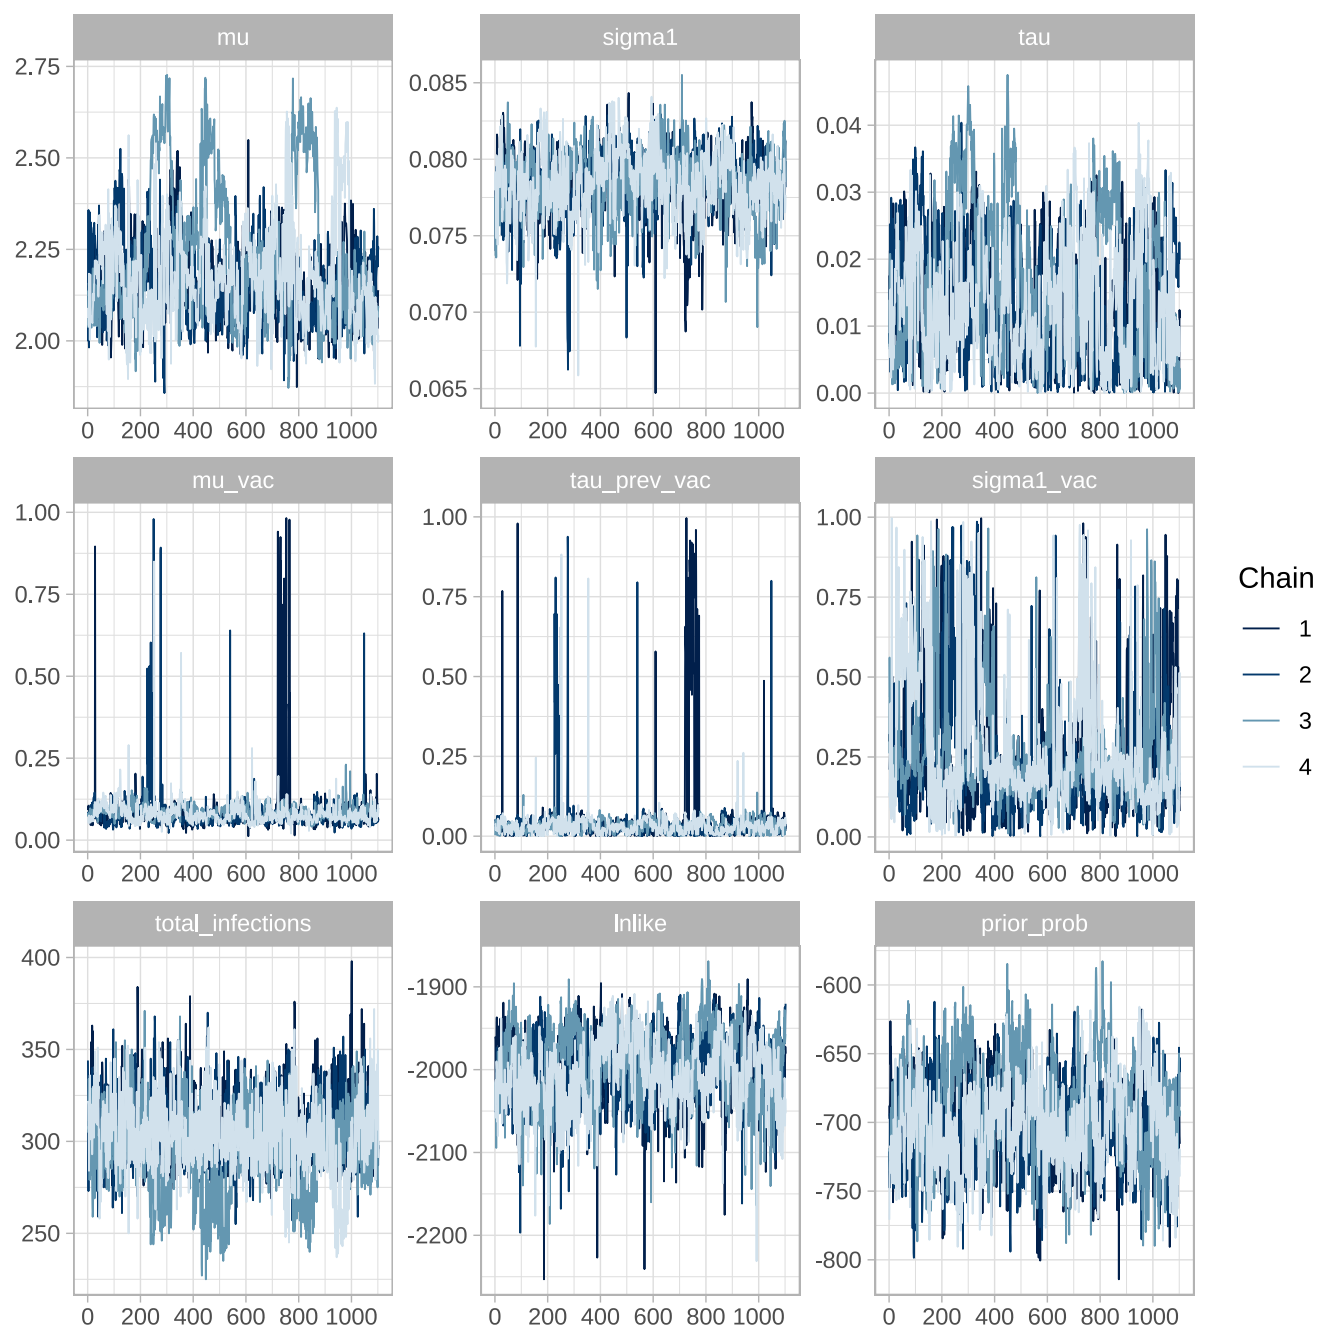 mu
sigma1
tau
2.75
2.50
2.25
2.00
0.085
0.080
0.075
0.070
0.065
0.04
0.03
0.02
0.01
0.00
0 200 400 600 800 1000
0 200 400 600 800 1000
0 200 400 600 800 1000
mu_vac
tau_prev_vac
sigma1_vac
1.00
0.75
0.50
0.25
0.00
1.00
0.75
0.50
0.25
0.00
1.00
0.75
0.50
0.25
0.00
0 200 400 600 800 1000
0 200 400 600 800 1000
0 200 400 600 800 1000
total_infections
lnlike
prior_prob
400
350
300
250
-1900
-2000
-2100
-2200
-600
-650
-700
-750
-800
0 200 400 600 800 1000
0 200 400 600 800 1000
0 200 400 600 800 1000
Chain
1
2
3
4